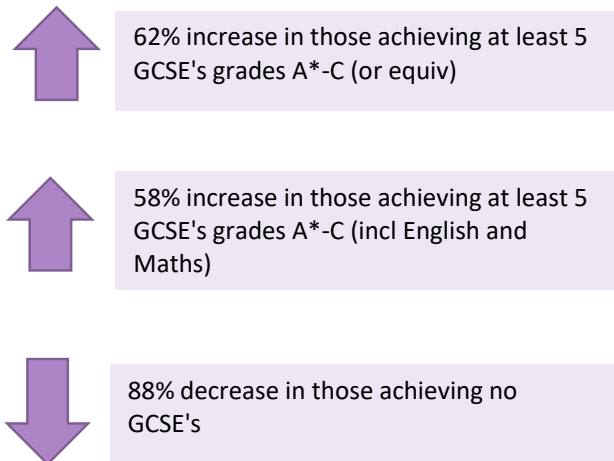 62% increase in those achieving at least 5
GCSE's grades A*-C (or equiv)
58% increase in those achieving at least 5
GCSE's grades A*-C (incl English and
Maths)
88% decrease in those achieving no
GCSE's